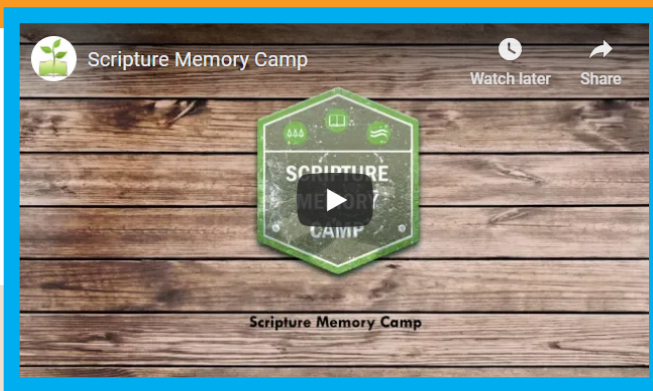 Scripture Memory Camp
Watch later
Share
SCRIPTURE
MEMORY
CAMP
Scripture Memory Camp